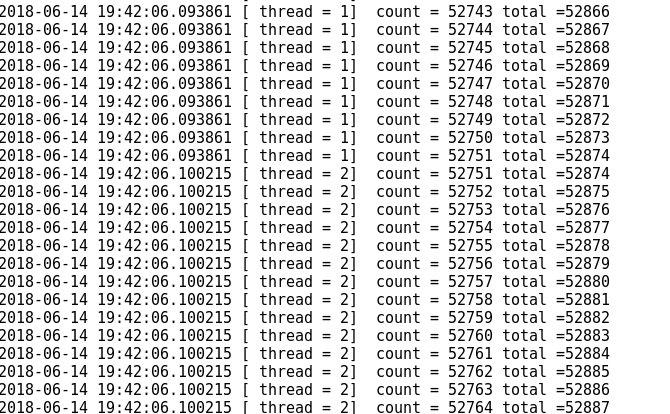 2018-06-14 19:42:06.093861 [ thread = 1]  count = 52743 total =52866
2018-06-14 19:42:06.093861 [ thread = 1]  count = 52744 total =52867
2018-06-14 19:42:06.093861 [ thread = 1]  count = 52745 total =52868
2018-06-14 19:42:06.093861 [ thread = 1]  count = 52746 total =52869
2018-06-14 19:42:06.093861 [ thread = 1]  count = 52747 total =52870
2018-06-14 19:42:06.093861 [ thread = 1]  count = 52748 total =52871
2018-06-14 19:42:06.093861 [ thread = 1]  count = 52749 total =52872
2018-06-14 19:42:06.093861 [ thread = 1]  count = 52750 total =52873
2018-06-14 19:42:06.093861 [ thread = 1]  count = 52751 total =52874
2018-06-14 19:42:06.100215 [ thread = 2]  count = 52751 total =52874
2018-06-14 19:42:06.100215 [ thread = 2]  count = 52752 total =52875
2018-06-14 19:42:06.100215 [ thread = 2]  count = 52753 total =52876
2018-06-14 19:42:06.100215 [ thread = 2]  count = 52754 total =52877
2018-06-14 19:42:06.100215 [ thread = 2]  count = 52755 total =52878
2018-06-14 19:42:06.100215 [ thread = 2]  count = 52756 total =52879
2018-06-14 19:42:06.100215 [ thread = 2]  count = 52757 total =52880
2018-06-14 19:42:06.100215 [ thread = 2]  count = 52758 total =52881
2018-06-14 19:42:06.100215 [ thread = 2]  count = 52759 total =52882
2018-06-14 19:42:06.100215 [ thread = 2]  count = 52760 total =52883
2018-06-14 19:42:06.100215 [ thread = 2]  count = 52761 total =52884
2018-06-14 19:42:06.100215 [ thread = 2]  count = 52762 total =52885
2018-06-14 19:42:06.100215 [ thread = 2]  count = 52763 total =52886
2018-06-14 19:42:06.100215 [ thread = 2]  count = 52764 total =52887